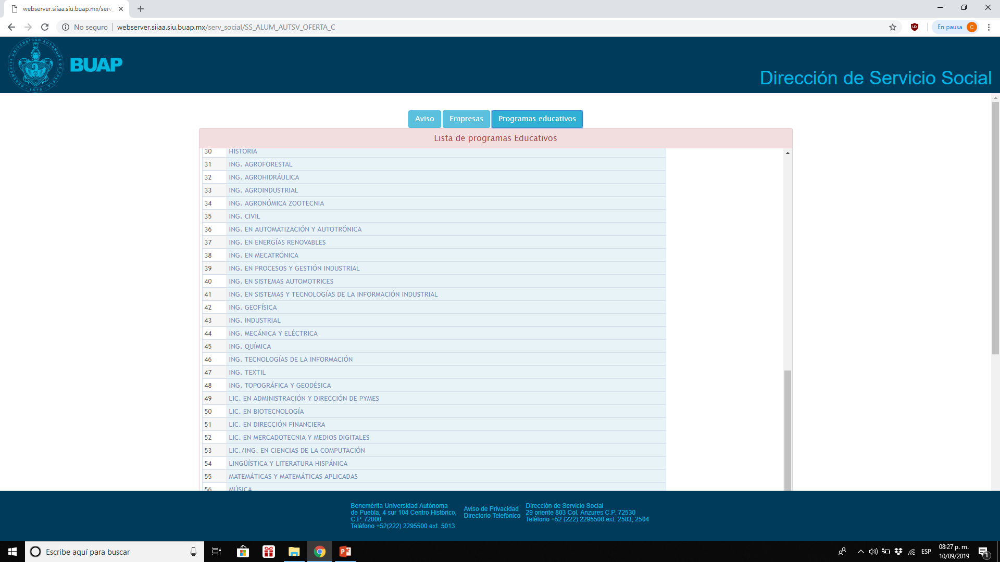 webserver.siiaa.siu.buap.mx/serv_
No seguro
webserver.siiaa.siu.buap.mx/serv_social/SS_ALUM_AUTSV_OFERTA_C
En pausa
C
BENEMÉRITA UNIVERSIDAD AUTÓNOMA DE PUEBLA
1578
BUAP
Dirección de Servicio Social
Aviso
Empresas
Programas educativos
Lista de programas Educativos
30 HISTORIA
31 ING. AGROFORESTAL
32 ING. AGROHIDRÁULICA
33 ING. AGROINDUSTRIAL
34 ING. AGRONÓMICA ZOOTECNIA
35 ING. CIVIL
36 ING. EN AUTOMATIZACIÓN Y AUTOTRÓNICA
37 ING. EN ENERGÍAS RENOVABLES
38 ING. EN MECATRÓNICA
39 ING. EN PROCESOS Y GESTIÓN INDUSTRIAL
40 ING. EN SISTEMAS AUTOMOTRICES
41 ING. EN SISTEMAS Y TECNOLOGÍAS DE LA INFORMACIÓN INDUSTRIAL
42 ING. GEOFÍSICA
43 ING. INDUSTRIAL
44 ING. MECÁNICA Y ELÉCTRICA
45 ING. QUÍMICA
46 ING. TECNOLOGÍAS DE LA INFORMACIÓN
47 ING. TEXTIL
48 ING. TOPOGRÁFICA Y GEODÉSICA
49 LIC. EN ADMINISTRACIÓN Y DIRECCIÓN DE PYMES
50 LIC. EN BIOTECNOLOGÍA
51 LIC. EN DIRECCIÓN FINANCIERA
52 LIC. EN MERCADOTECNIA Y MEDIOS DIGITALES
53 LIC./ING. EN CIENCIAS DE LA COMPUTACIÓN
54 LINGÜÍSTICA Y LITERATURA HISPÁNICA
55 MATEMÁTICAS Y MATEMÁTICAS APLICADAS
56 MÚSICA
Benemérita Universidad Autónoma
de Puebla, 4 sur 104 Centro Histórico,
C.P. 72000
Teléfono +52(222) 2295500 ext. 5013
Aviso de Privacidad
Directorio Telefónico
Dirección de Servicio Social
29 oriente 803 Col. Anzures C.P. 72530
Teléfono +52 (222) 2295500 ext. 2503, 2504
Escribe aquí para buscar
ESP
08:27 p. m.
10/09/2019
1